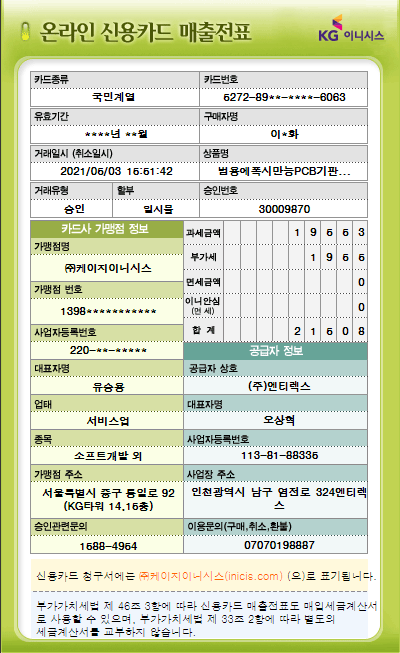 온라인 신용카드 매출전표
KG 이니시스
카드종류 카드번호
국민계열 5272-89**-****-6063
유효기간 구매자명
****년 **월 이*화
거래일시 (취소일시) 상품명
2021/06/03 16:51:42 범용에폭시만능PCB기판...
거래유형 할부 승인번호
승인 일시불 30009870
카드사 가맹점 정보
가맹점명
㈜케이지이니시스
가맹점 번호
1398***********
사업자등록번호
220-**-*****
대표자명
유승용
업태
서비스업
종목
소프트개발 외
가맹점 주소
서울특별시 중구 통일로 92
(KG타워 14,15층)
승인관련문의
1588-4954
과세금액 1 9 6 6 3
부가세 1 9 6 6
면세금액 0
이니안심 0
(면 세)
합 계 2 1 6 0 8
공급자 정보
공급자 상호
(주)엔티렉스
대표자명
오상혁
사업자등록번호
113-81-88336
사업장 주소
인천광역시 남구 염전로 324엔티렉
스
이용문의(구매,취소,환불)
07070198887
신용카드 청구서에는 ㈜케이지이니시스(inicis.com) (으)로 표기됩니다.
부가가치세법 제 46조 3항에 따라 신용카드 매출전표도 매입세금계산서
로 사용할 수 있으며, 부가가치세법 제 33조 2항에 따라 별도의
세금계산서를 교부하지 않습니다.